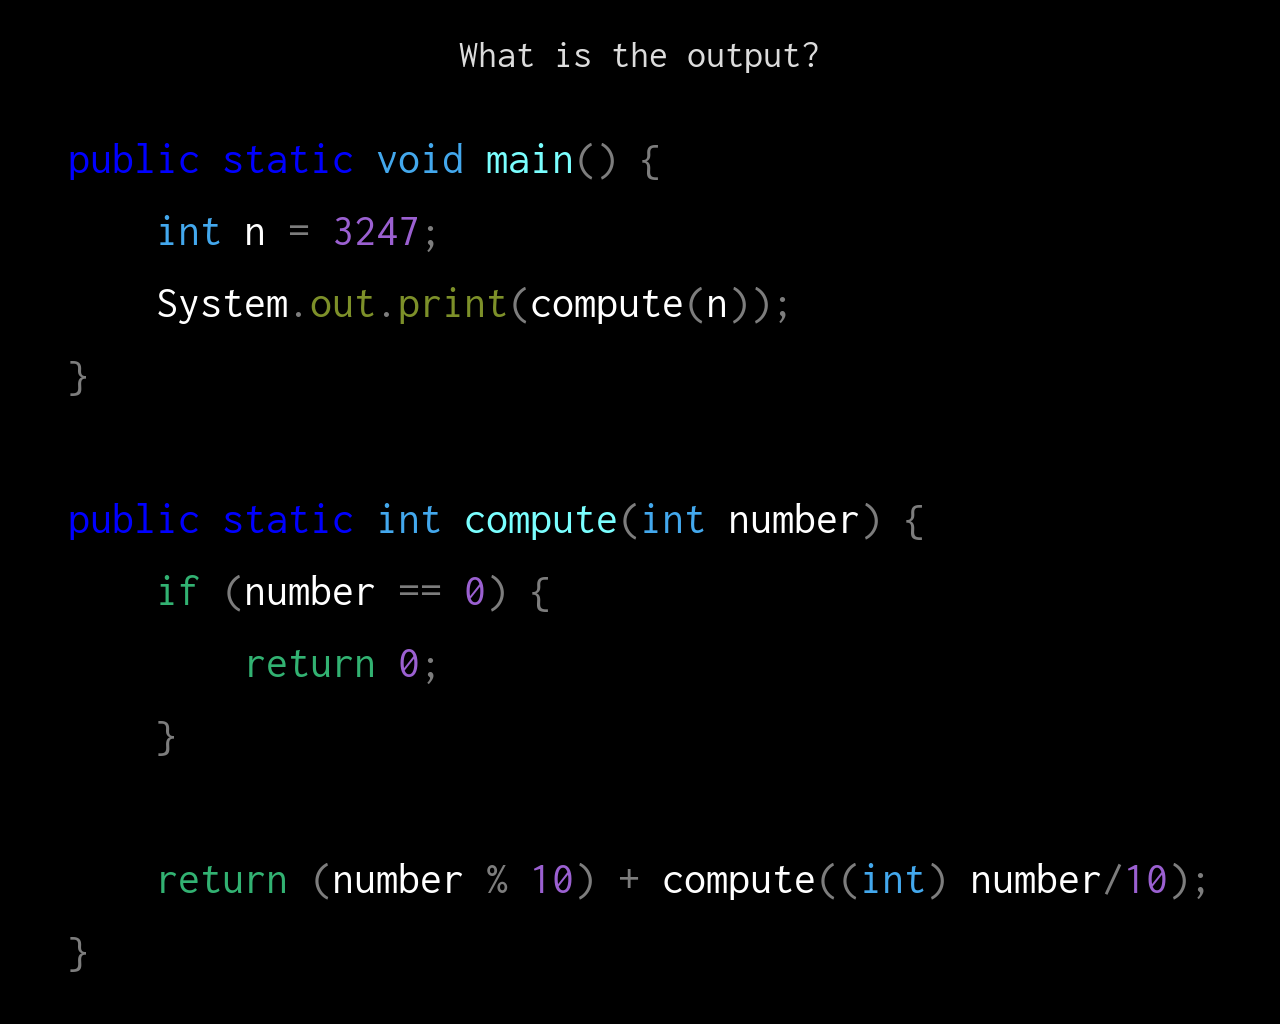 What is the output?
public static void main() {
    int n = 3247;
    System.out.print(compute(n));
}
public static int compute(int number) {
    if (number == 0) {
        return 0;
    }
    return (number % 10) + compute((int) number/10);
}